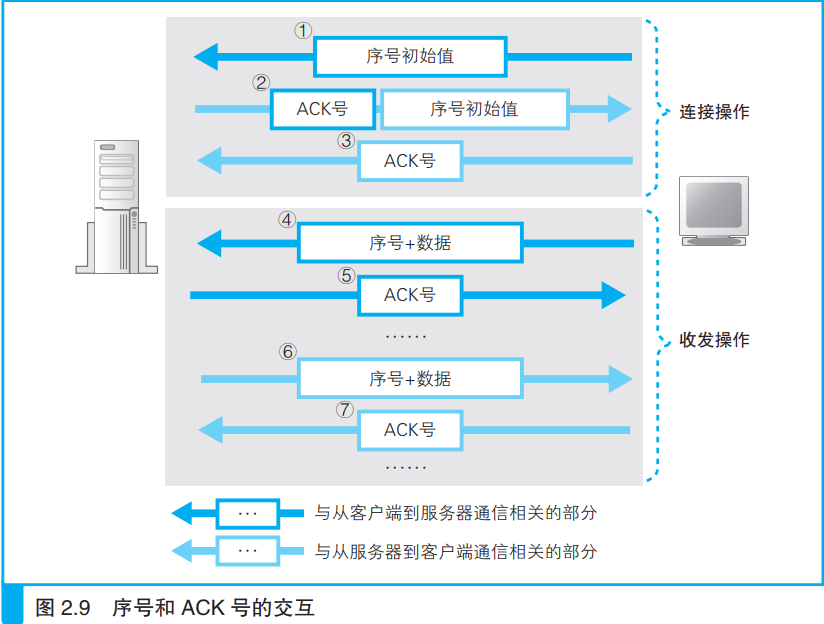 ①
序号初始值
②
ACK号
序号初始值
连接操作
③
ACK号
④
序号+数据
⑤
ACK号
……
收发操作
⑥
序号+数据
⑦
ACK号
……
… 与从客户端到服务器通信相关的部分
… 与从服务器到客户端通信相关的部分
图 2.9 序号和 ACK 号的交互